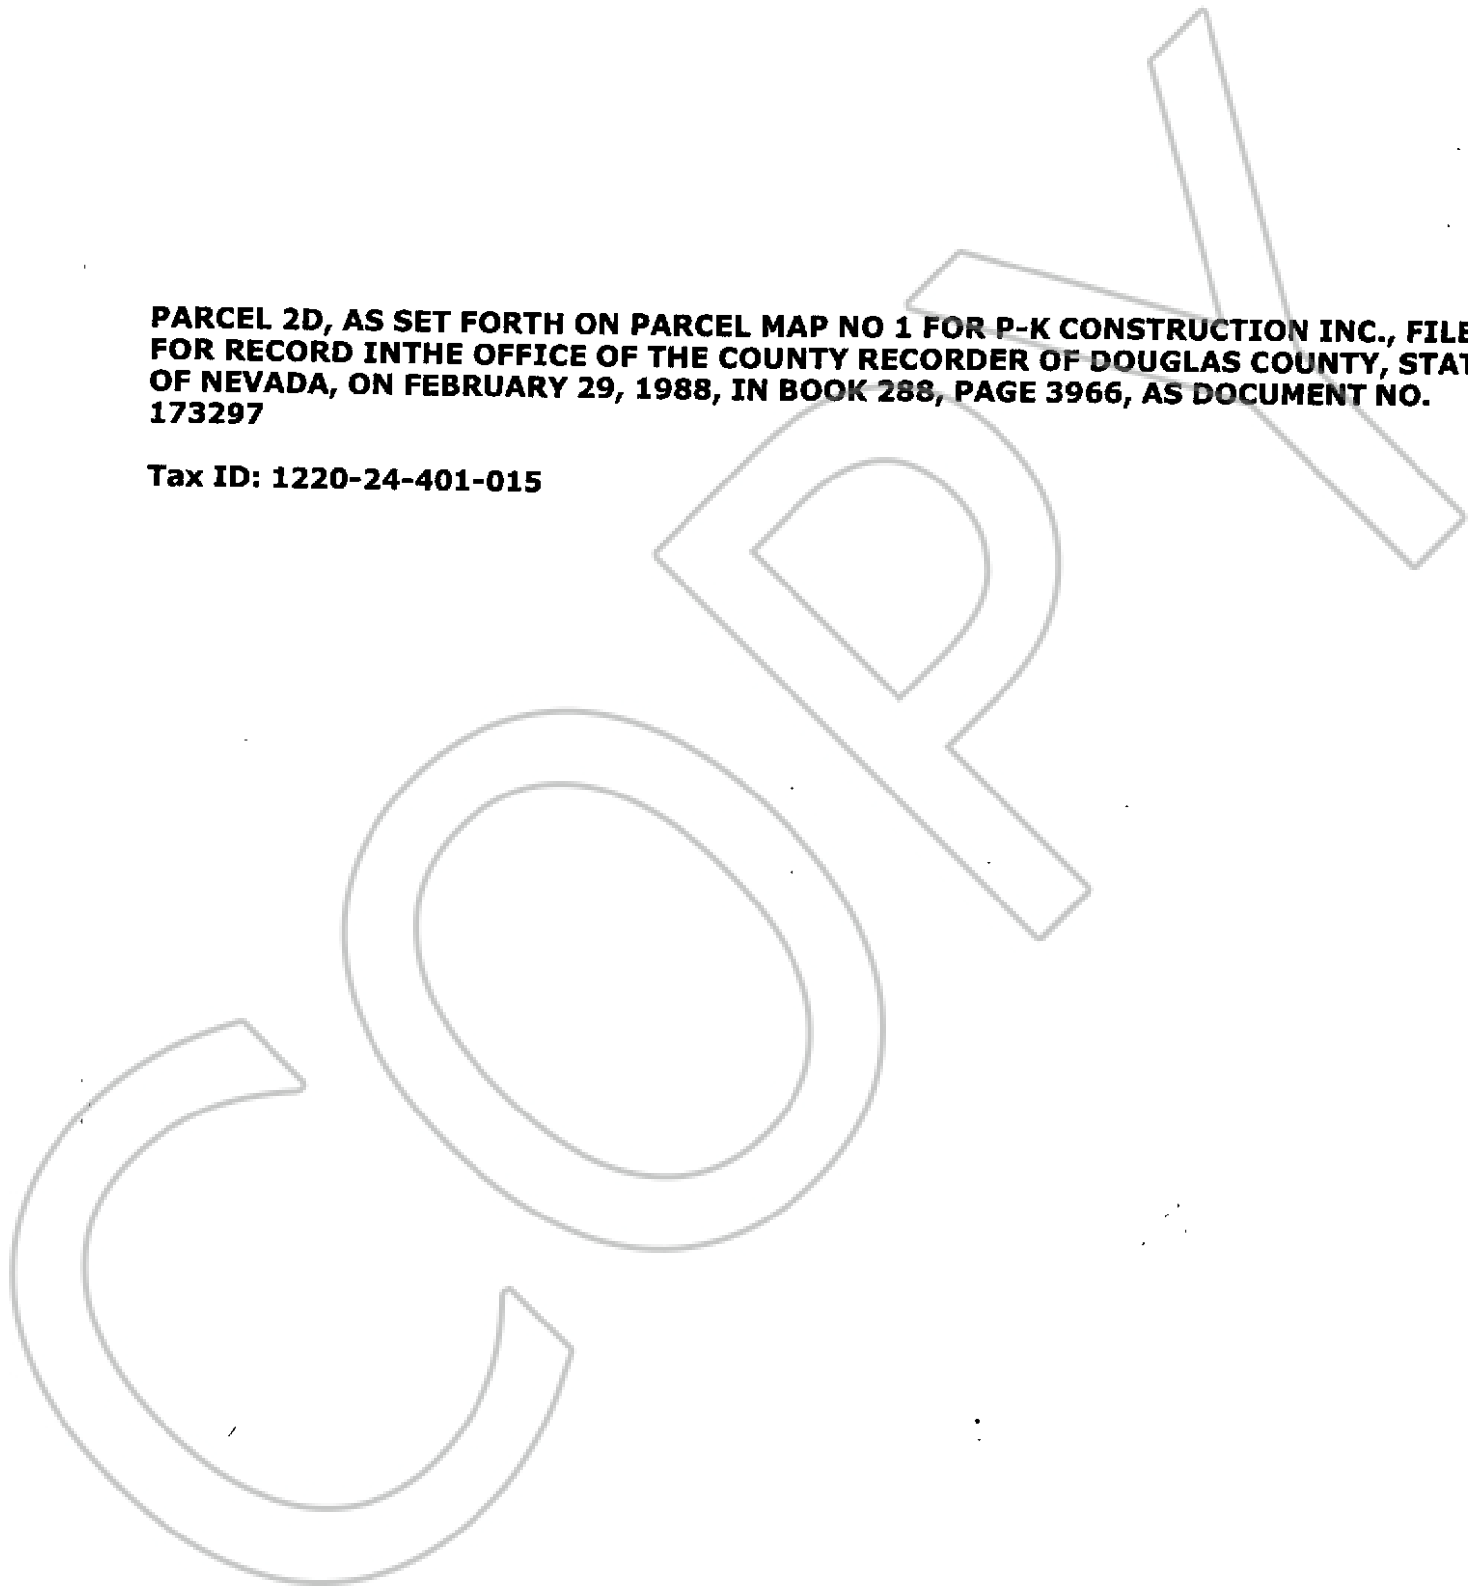 PARCEL 2D, AS SET FORTH ON PARCEL MAP NO 1 FOR P-K CONSTRUCTION INC., FILE
FOR RECORD INTHE OFFICE OF THE COUNTY RECORDER OF DOUGLAS COUNTY, STAT
OF NEVADA, ON FEBRUARY 29, 1988, IN BOOK 288, PAGE 3966, AS DOCUMENT NO.
173297
Tax ID: 1220-24-401-015
COPY